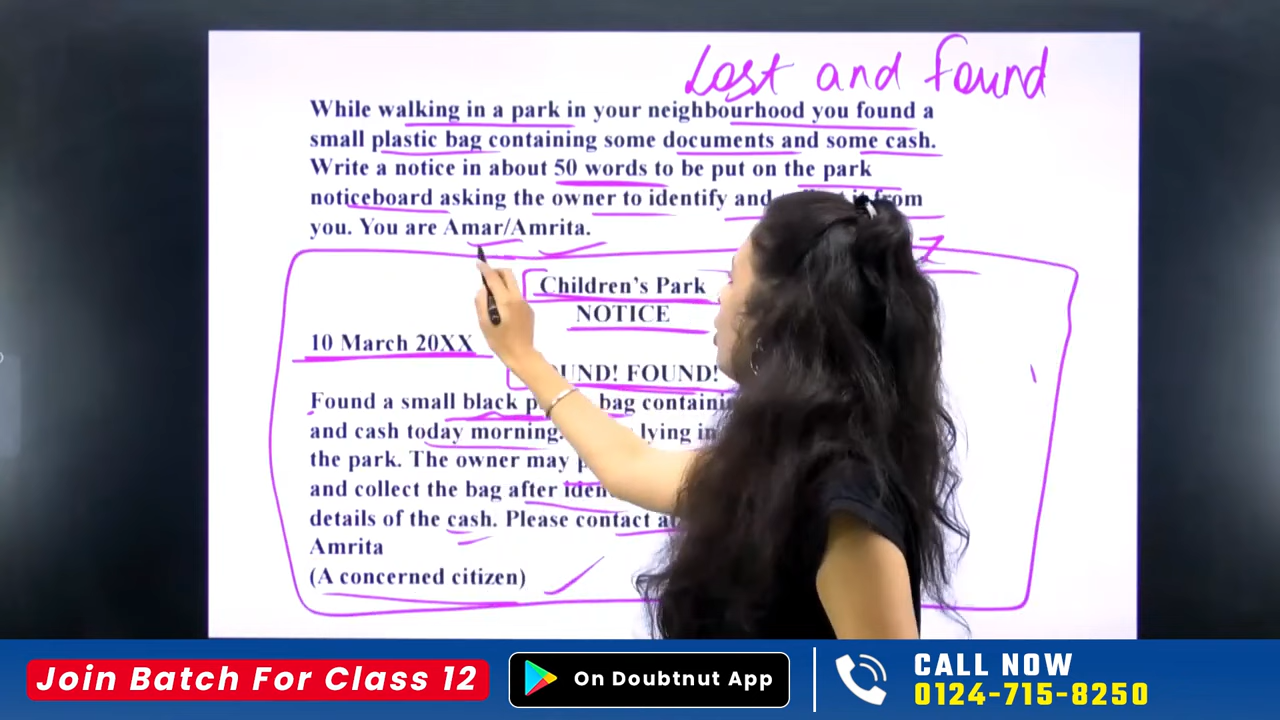 Lost and found
While walking in a park in your neighbourhood you found a
small plastic bag containing some documents and some cash.
Write a notice in about 50 words to be put on the park
noticeboard asking the owner to identify and it from
you. You are Amar/Amrita.
Children's Park
NOTICE
10 March 20XX
FOUND!
Found a small black bag
and cash today morning. lying in
the park. The owner may
and collect the bag after
details of the cash. Please contact
Amrita
(A concerned citizen)
Join Batch For Class 12
On Doubtnut App
CALL NOW
0124-715-8250